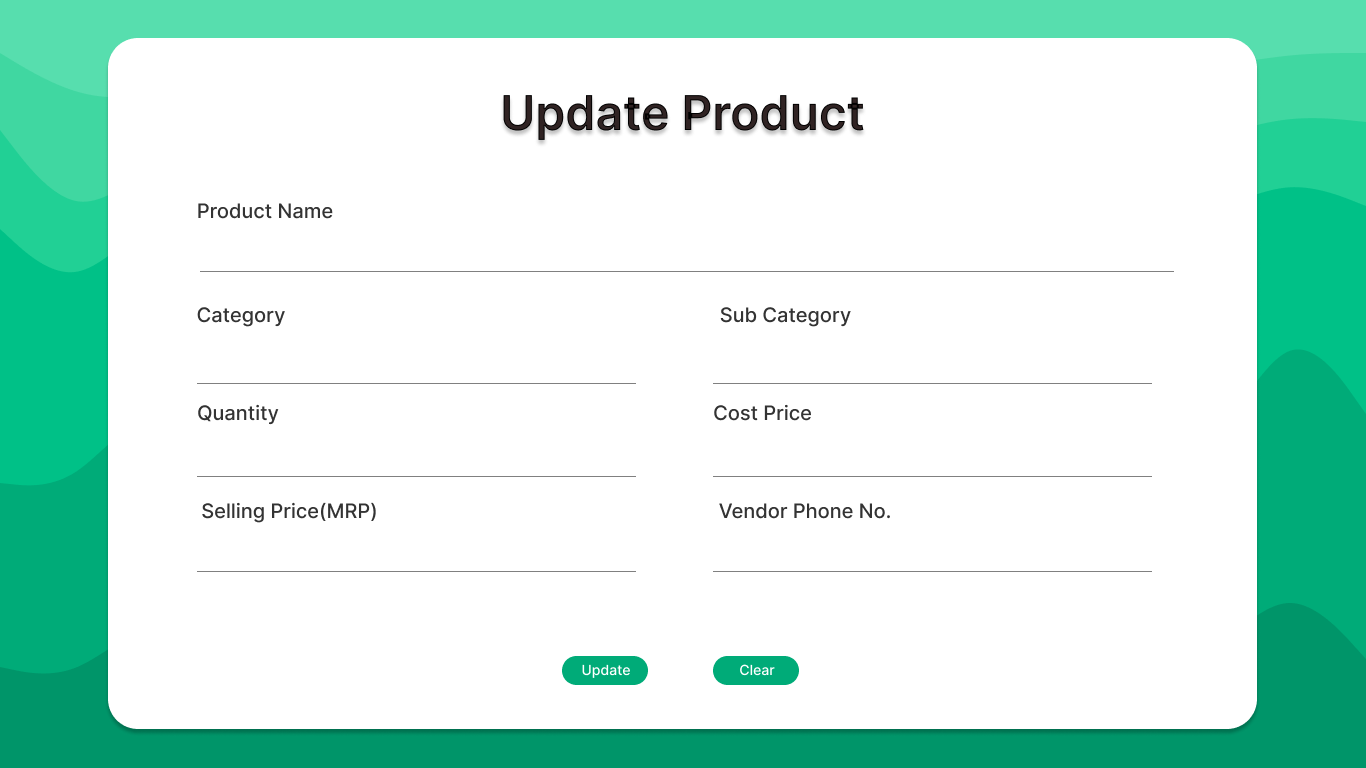 Update Product
Product Name
Category
Sub Category
Quantity
Cost Price
Selling Price(MRP)
Vendor Phone No.
Update
Clear